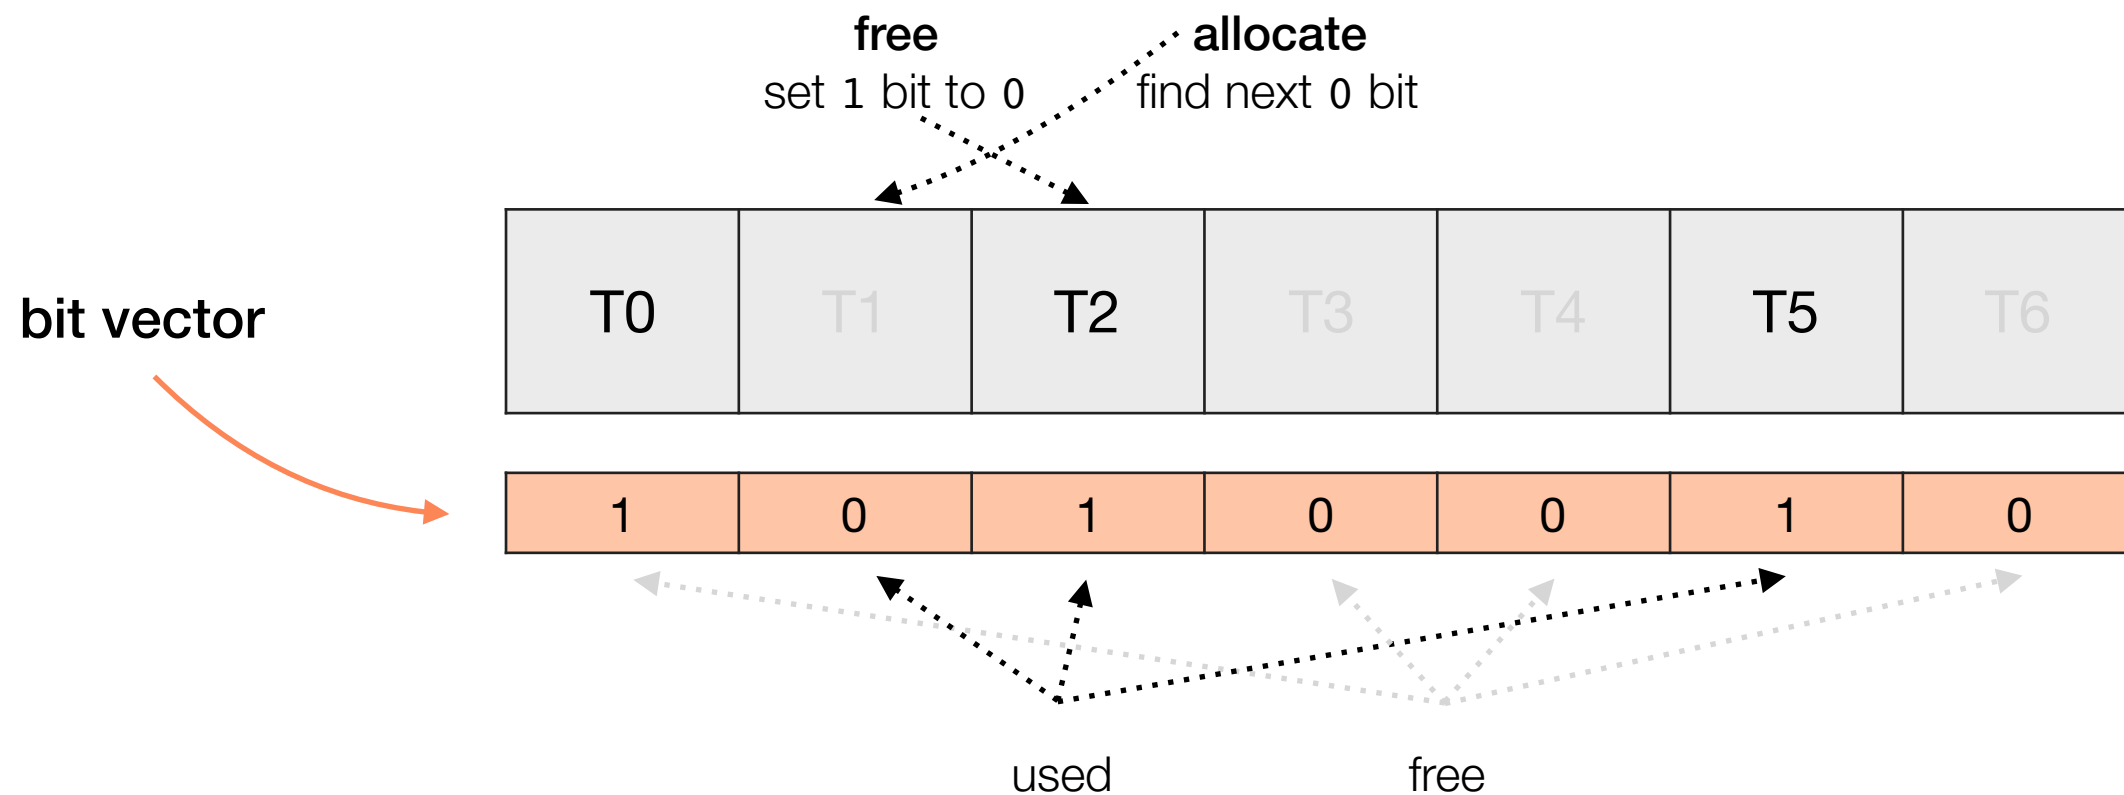 free
set 1 bit to 0
allocate
find next 0 bit
bit vector
T0 T1 T2 T3 T4 T5 T6
1 0 1 0 0 1 0
used free